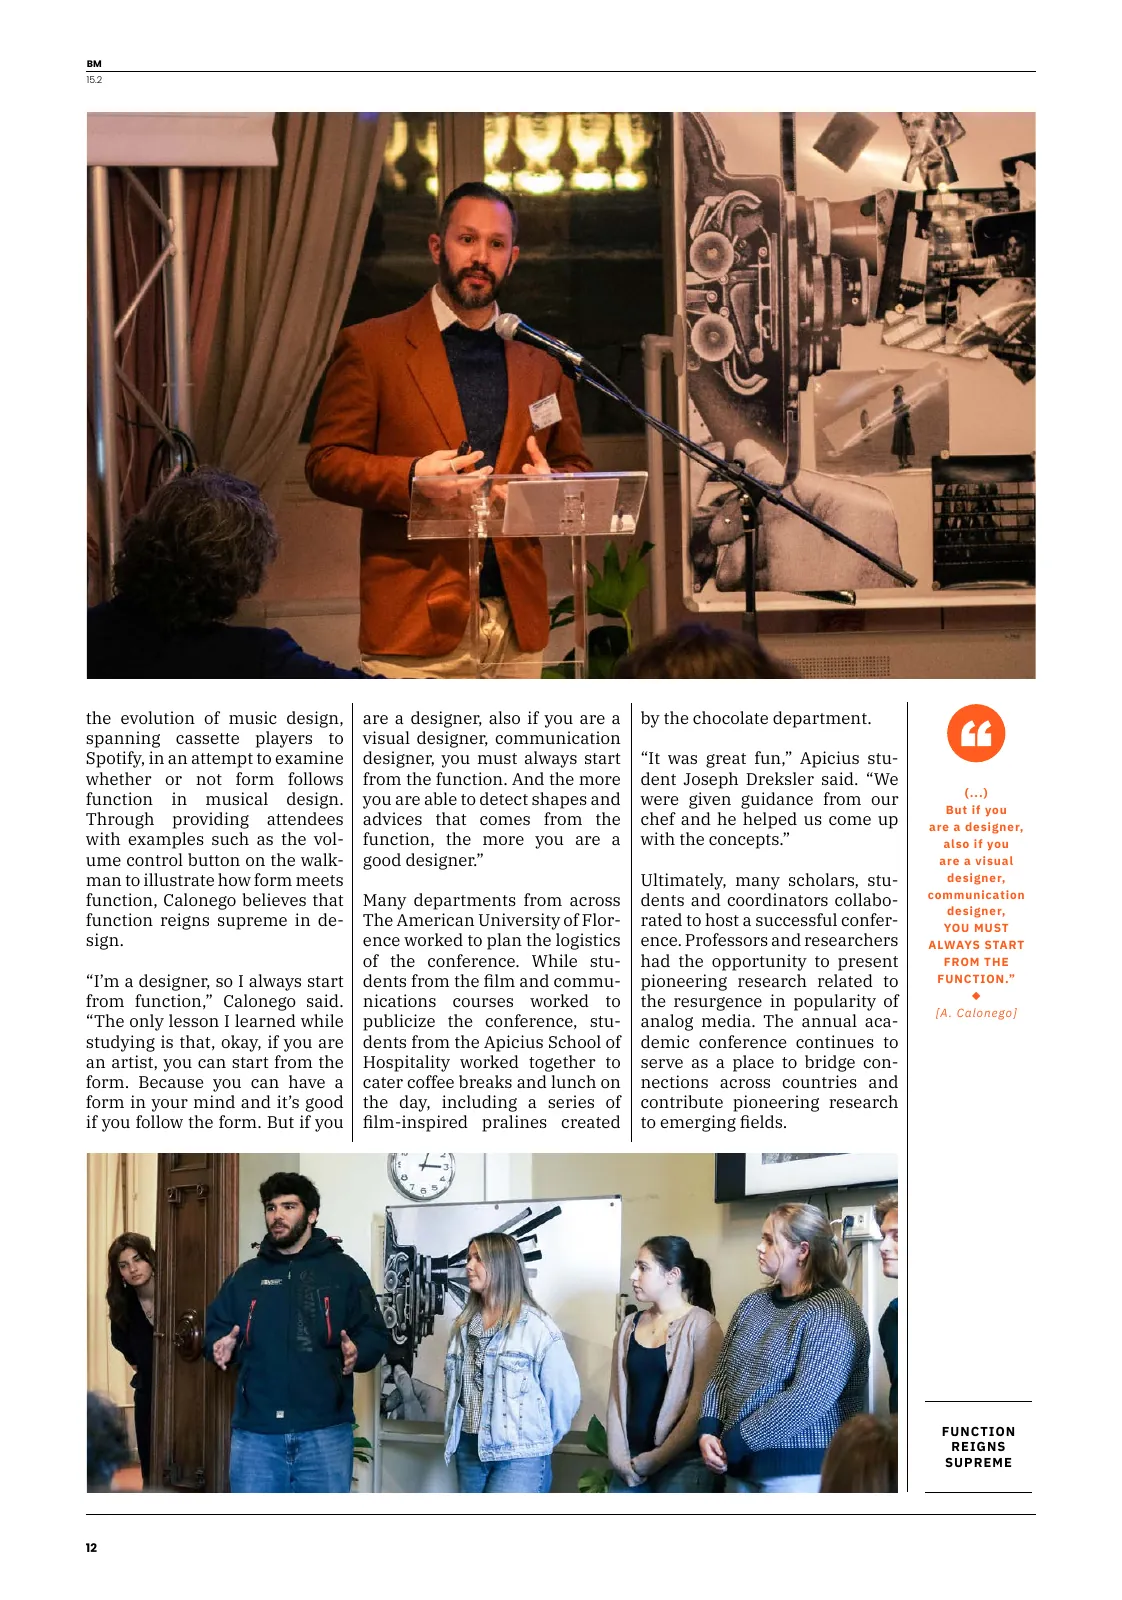 BM
15.2
the evolution of music design,
spanning cassette players to
Spotify, in an attempt to examine
whether or not form follows
function in musical design.
Through providing attendees
with examples such as the vol-
ume control button on the walk-
man to illustrate how form meets
function, Calonego believes that
function reigns supreme in de-
sign.
“I’m a designer, so I always start
from function,” Calonego said.
“The only lesson I learned while
studying is that, okay, if you are
an artist, you can start from the
form. Because you can have a
form in your mind and it’s good
if you follow the form. But if you
are a designer, also if you are a
visual designer, communication
designer, you must always start
from the function. And the more
you are able to detect shapes and
advices that comes from the
function, the more you are a
good designer.”
Many departments from across
The American University of Flor-
ence worked to plan the logistics
of the conference. While stu-
dents from the film and commu-
nications courses worked to
publicize the conference, stu-
dents from the Apicius School of
Hospitality worked together to
cater coffee breaks and lunch on
the day, including a series of
film-inspired pralines created
by the chocolate department.
“It was great fun,” Apicius stu-
dent Joseph Dreksler said. “We
were given guidance from our
chef and he helped us come up
with the concepts.”
Ultimately, many scholars, stu-
dents and coordinators collabo-
rated to host a successful confer-
ence. Professors and researchers
had the opportunity to present
pioneering research related to
the resurgence in popularity of
analog media. The annual aca-
demic conference continues to
serve as a place to bridge con-
nections across countries and
contribute pioneering research
to emerging fields.
(...)
But if you
are a designer,
also if you
are a visual
designer,
communication
designer,
YOU MUST
ALWAYS START
FROM THE
FUNCTION.”
[A. Calonego]
FUNCTION
REIGNS
SUPREME
12